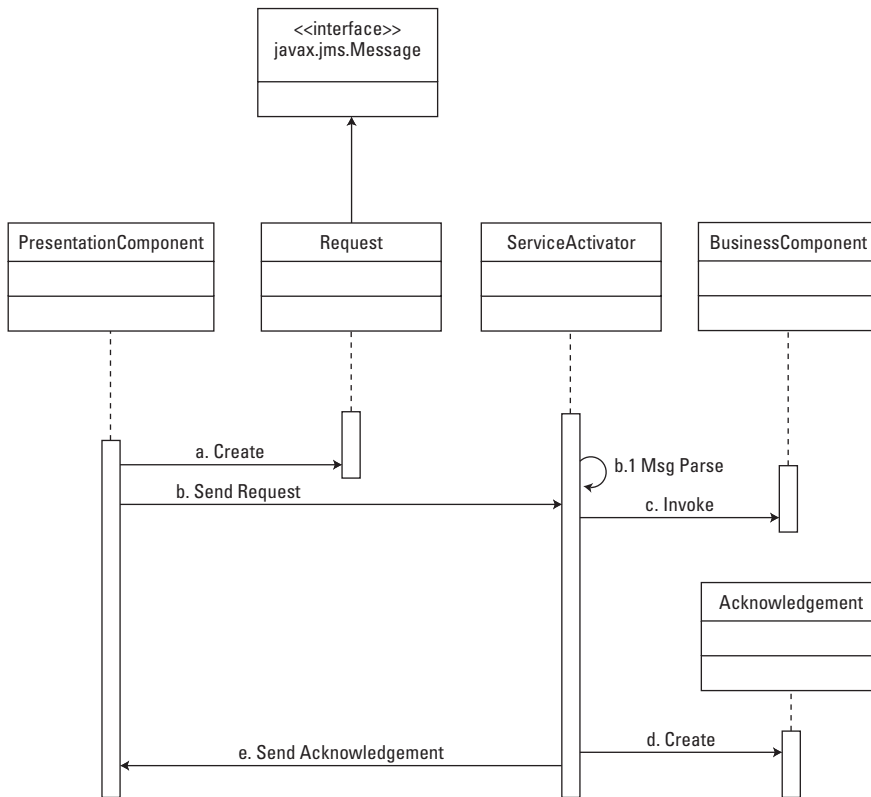 <<interface>>
javax.jms.Message
PresentationComponent
Request
ServiceActivator
BusinessComponent
a. Create
b.1 Msg Parse
b. Send Request
c. Invoke
Acknowledgement
d. Create
e. Send Acknowledgement